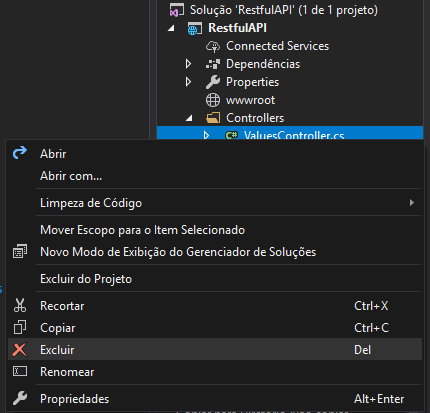 Solução 'RestfulAPI' (1 de 1 projeto)
RestfulAPI
Connected Services
Dependências
Properties
wwwroot
Controllers
C# ValuesController.cs
Abrir
Abrir com...
Limpeza de Código
Mover Escopo para o Item Selecionado
Novo Modo de Exibição do Gerenciador de Soluções
Excluir do Projeto
Recortar Ctrl+X
Copiar Ctrl+C
Excluir Del
Renomear
Propriedades Alt+Enter